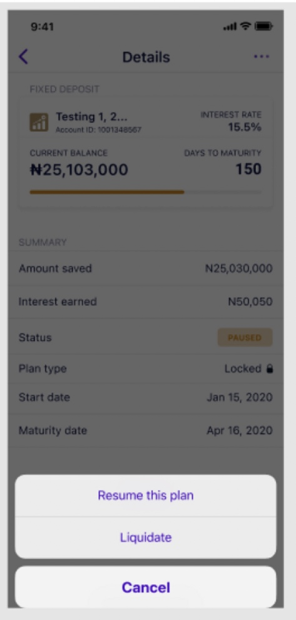 9:41
Details
FIXED DEPOSIT
Testing 1, 2...
Account ID: 1001348567
INTEREST RATE
15.5%
CURRENT BALANCE
₦25,103,000
DAYS TO MATURITY
150
SUMMARY
Amount saved N25,030,000
Interest earned N50,050
Status PAUSED
Plan type Locked
Start date Jan 15, 2020
Maturity date Apr 16, 2020
Resume this plan
Liquidate
Cancel